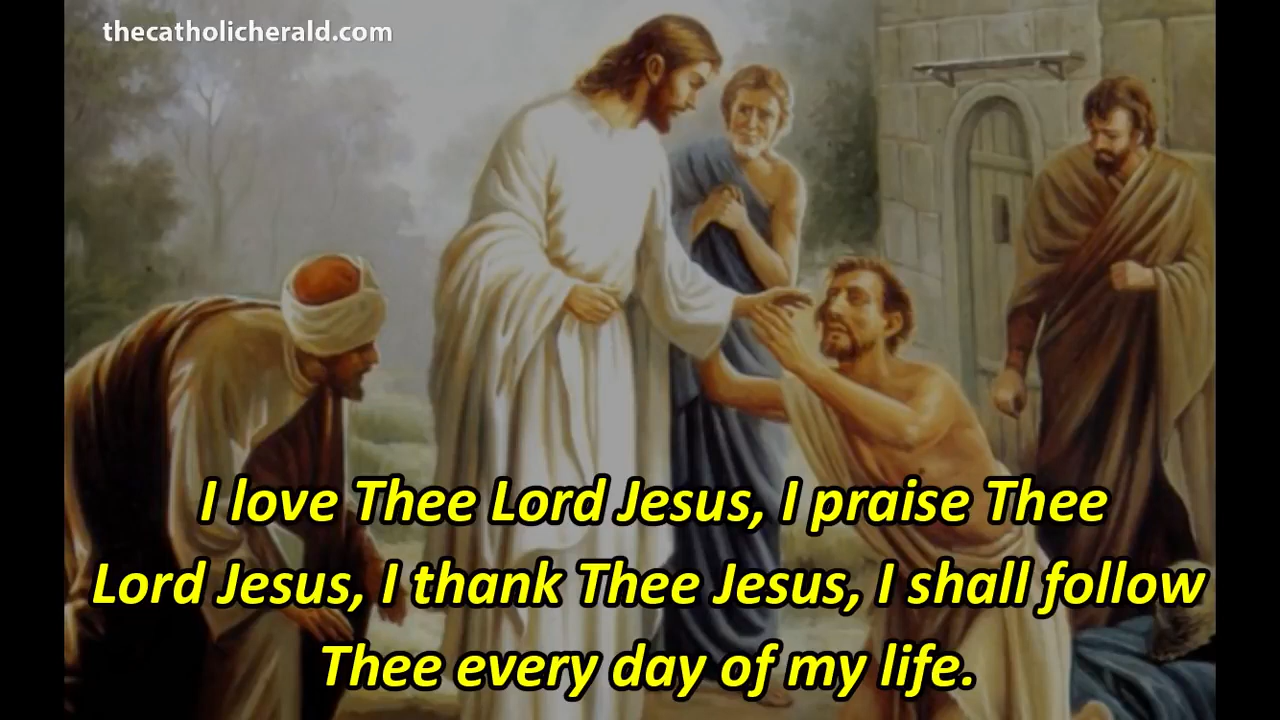 thecatholicherald.com
I love Thee Lord Jesus, I praise Thee
Lord Jesus, I thank Thee Jesus, I shall follow
Thee every day of my life.